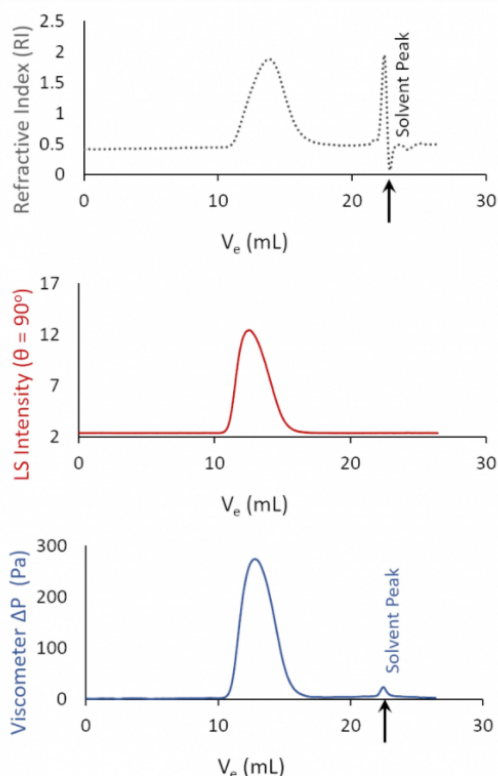 Refractive Index (RI)
2.5
2
1.5
1
0.5
0
Solvent Peak
0 10 20 30
Ve (mL)
LS Intensity (θ = 90°)
17
12
7
2
0 10 20 30
Ve (mL)
Viscometer ΔP (Pa)
300
200
100
0
Solvent Peak
0 10 20 30
Ve (mL)